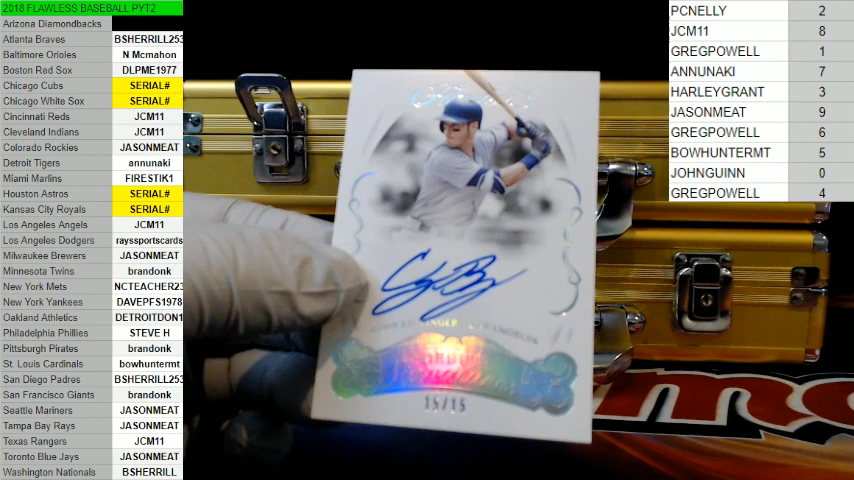 2018 FLAWLESS BASEBALL PYT2
Arizona Diamondbacks
Atlanta Braves BSHERRILL253
Baltimore Orioles N Mcmahon
Boston Red Sox DLPME1977
Chicago Cubs SERIAL#
Chicago White Sox SERIAL#
Cincinnati Reds JCM11
Cleveland Indians JCM11
Colorado Rockies JASONMEAT
Detroit Tigers annunaki
Miami Marlins FIRESTIK1
Houston Astros SERIAL#
Kansas City Royals SERIAL#
Los Angeles Angels JCM11
Los Angeles Dodgers rayssportscards
Milwaukee Brewers JASONMEAT
Minnesota Twins brandonk
New York Mets NCTEACHER23
New York Yankees DAVEPFS1978
Oakland Athletics DETROITDON1
Philadelphia Phillies STEVE H
Pittsburgh Pirates brandonk
St. Louis Cardinals bowhuntermt
San Diego Padres BSHERRILL253
San Francisco Giants brandonk
Seattle Mariners JASONMEAT
Tampa Bay Rays JASONMEAT
Texas Rangers JCM11
Toronto Blue Jays JASONMEAT
Washington Nationals BSHERRILL
15/15
PCNELLY 2
JCM11 8
GREGPOWELL 1
ANNUNAKI 7
HARLEYGRANT 3
JASONMEAT 9
GREGPOWELL 6
BOWHUNTERMT 5
JOHNGUINN 0
GREGPOWELL 4